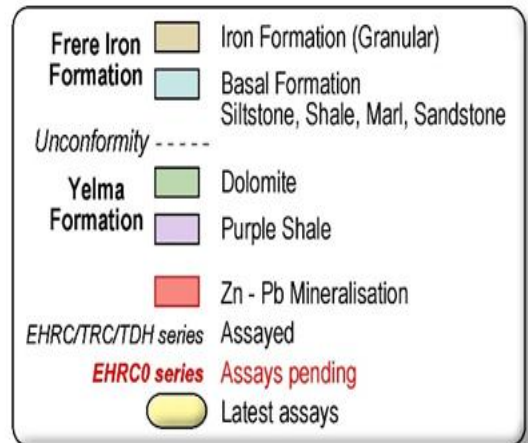 Frere Iron Formation
Iron Formation (Granular)
Basal Formation
Siltstone, Shale, Marl, Sandstone
Unconformity -----
Yelma Formation
Dolomite
Purple Shale
Zn - Pb Mineralisation
EHRC/TRC/TDH series Assayed
EHRC0 series Assays pending
Latest assays